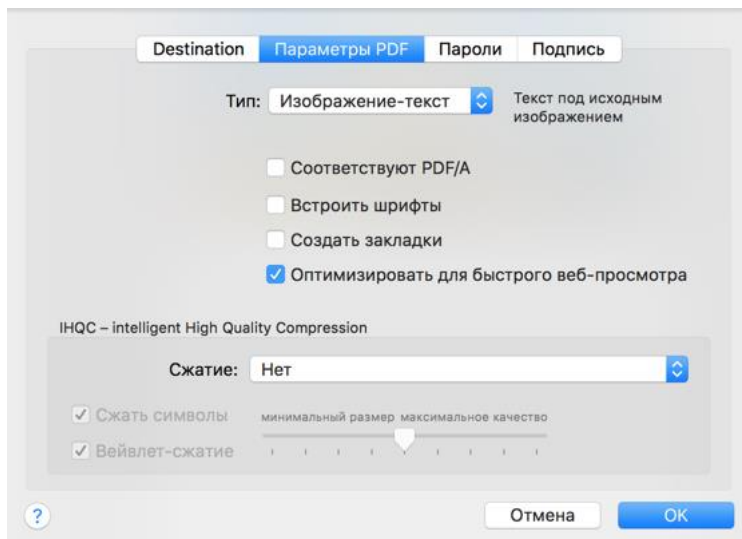 Destination Параметры PDF Пароли Подпись
Тип: Изображение-текст Текст под исходным
изображением
Соответствуют PDF/A
Встроить шрифты
Создать закладки
Оптимизировать для быстрого веб-просмотра
IHQC – intelligent High Quality Compression
Сжатие: Нет
Сжать символы минимальный размер максимальное качество
Вейвлет-сжатие
? Отмена OK